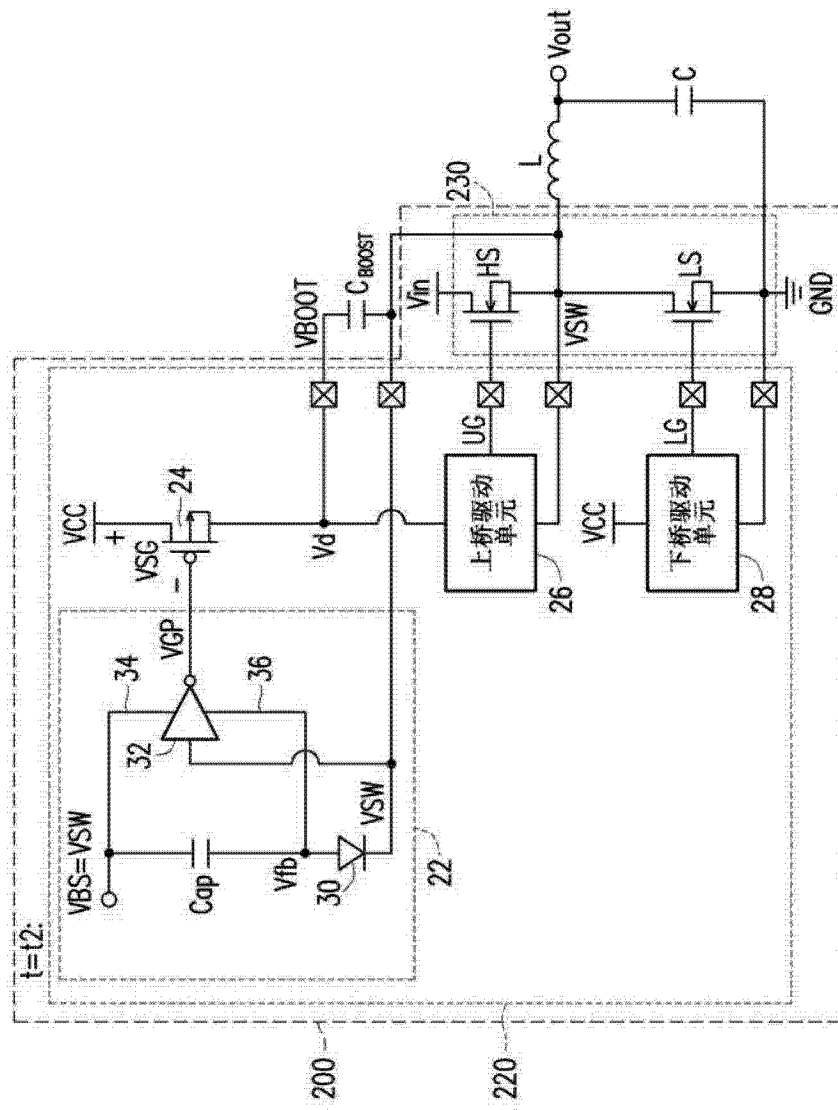 t=t2:
VBS=VSW
Cap
Vfb
30
VSW
22
34
32
36
VGP
VCC
+
VSG
-
24
Vd
VBOOT
CBOOST
230
Vin
HS
UG
上桥驱动
单元
26
VSW
L
Vout
C
VCC
LG
LS
下桥驱动
单元
28
GND
200
220